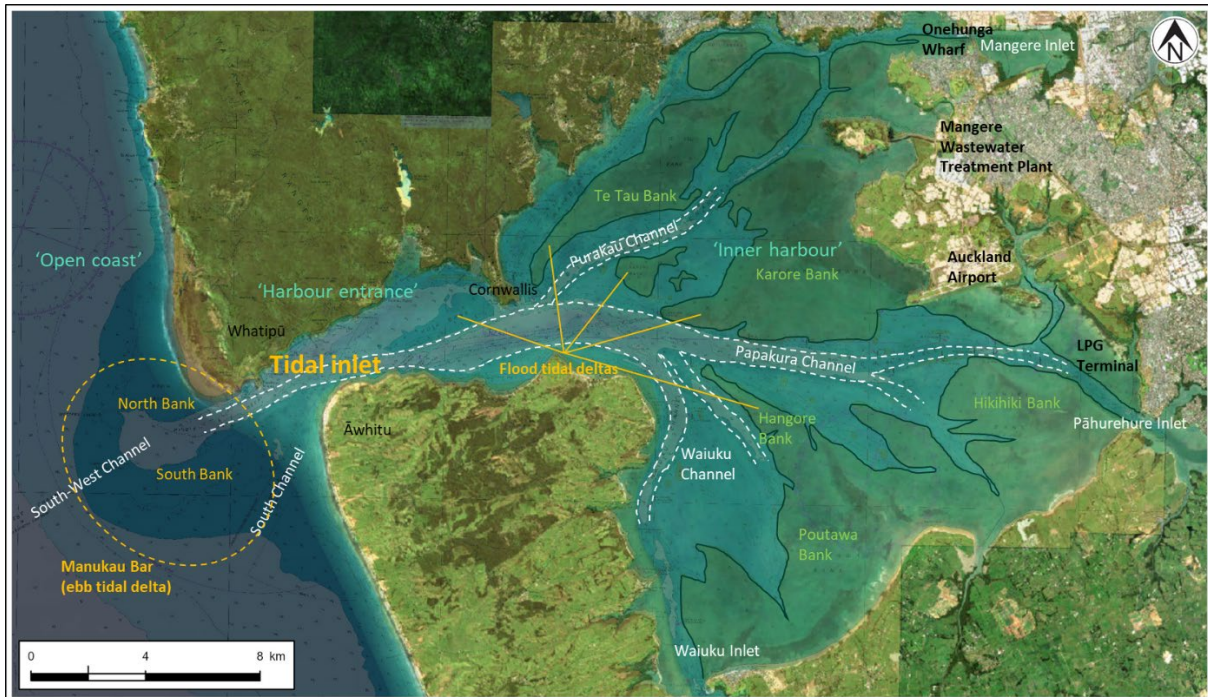 Onehunga
Wharf
Mangere Inlet
N
Mangere
Wastewater
Treatment Plant
Te Tau Bank
Purakau Channel
'Inner harbour'
Karore Bank
Auckland
Airport
'Open coast'
'Harbour entrance'
Cornwallis
Whatipū
Tidal inlet
Flood tidal deltas
Papakura Channel
LPG
Terminal
Hikihiki Bank
Pāhurehure Inlet
North Bank
Āwhitu
Hangore
Bank
South-West Channel
South Bank
South Channel
Waiuku
Channel
Poutawa
Bank
Manukau Bar
(ebb tidal delta)
Waiuku Inlet
0 4 8 km